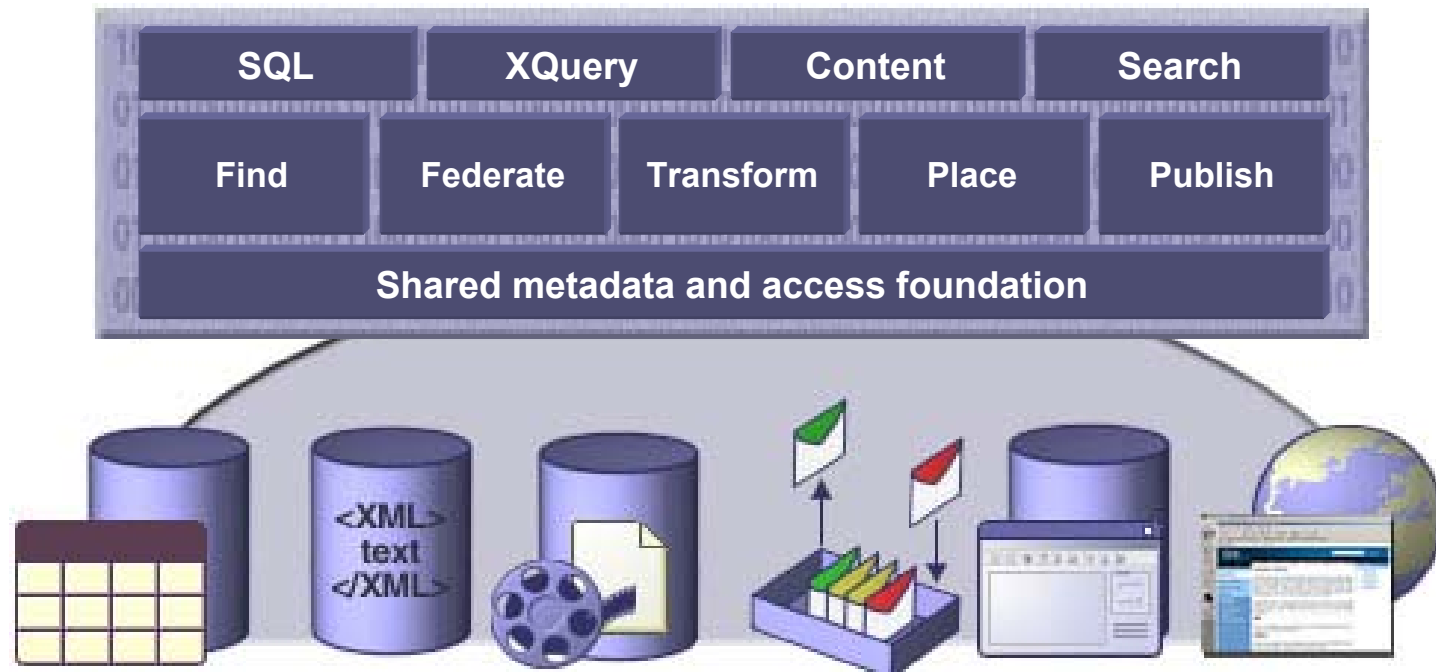 SQL
XQuery
Content
Search
Find
Federate
Transform
Place
Publish
Shared metadata and access foundation
<XML>
text
</XML>